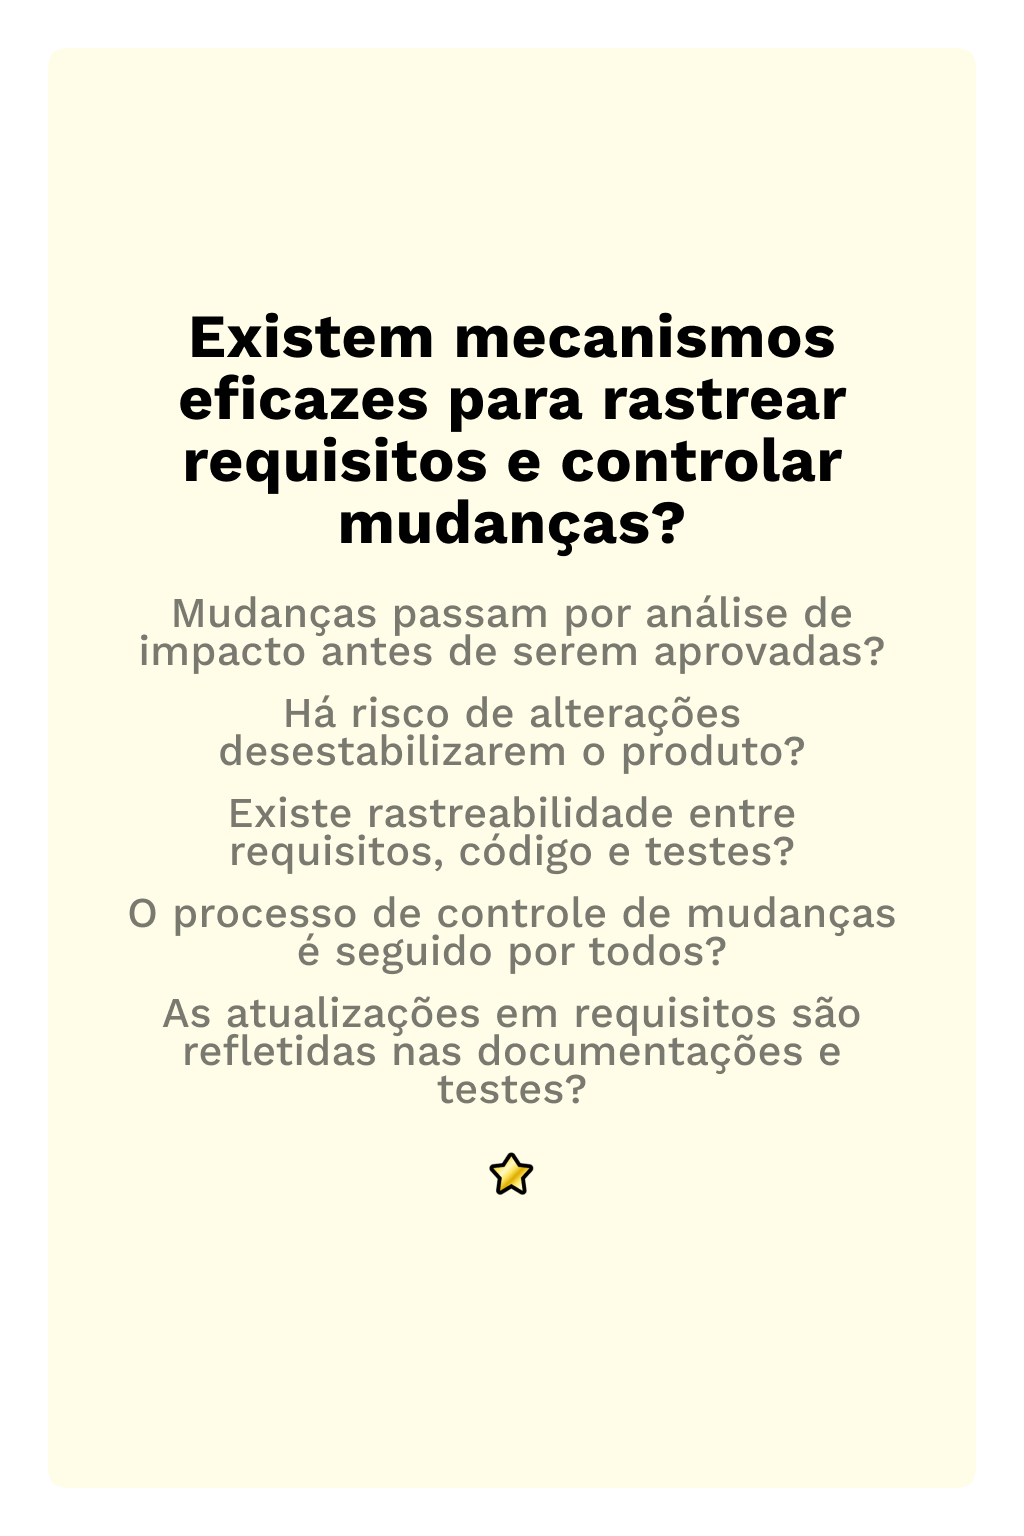 Existem mecanismos
eficazes para rastrear
requisitos e controlar
mudanças?
Mudanças passam por análise de
impacto antes de serem aprovadas?
Há risco de alterações
desestabilizarem o produto?
Existe rastreabilidade entre
requisitos, código e testes?
O processo de controle de mudanças
é seguido por todos?
As atualizações em requisitos são
refletidas nas documentações e
testes?